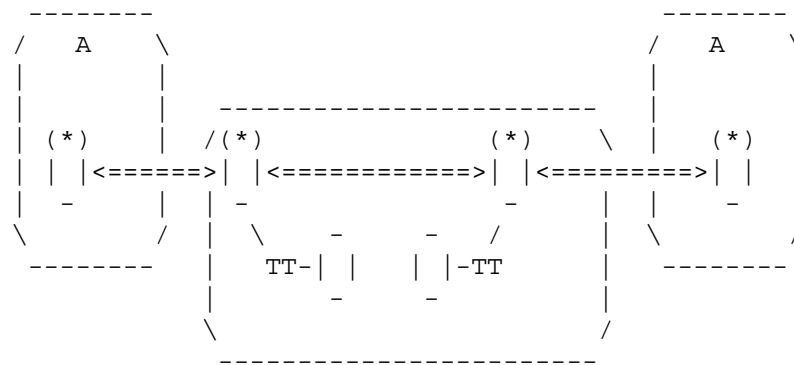 --------                                 --------
/   A    \                               /   A    \
|        |                               |
|        |   ------------------------    |
|  (*)   |  /(*)              (*)    \   |   (*)
|  | |<======>| |<============>| |<=========>| |
|   -    |  |  -                -    |   |    -
\        /  |   \     -     -   /    |   \        /
 --------   |    TT-| |   | |-TT     |    --------
            |         -     -        |
            \                        /
             ------------------------